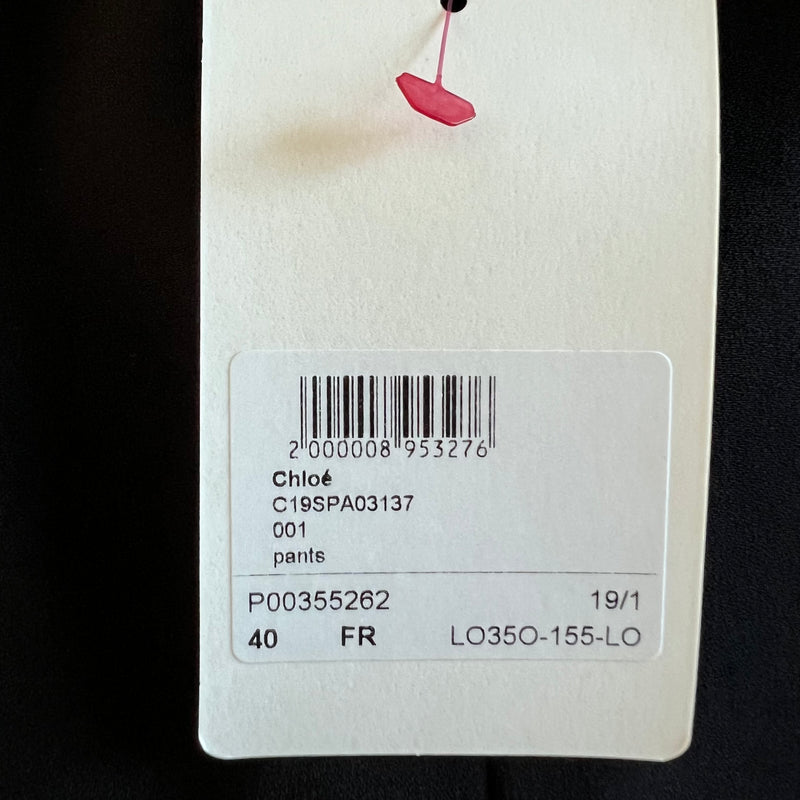 2 000008 953276
Chloé
C19SPA03137
001
pants
P00355262 19/1
40 FR LO35O-155-LO